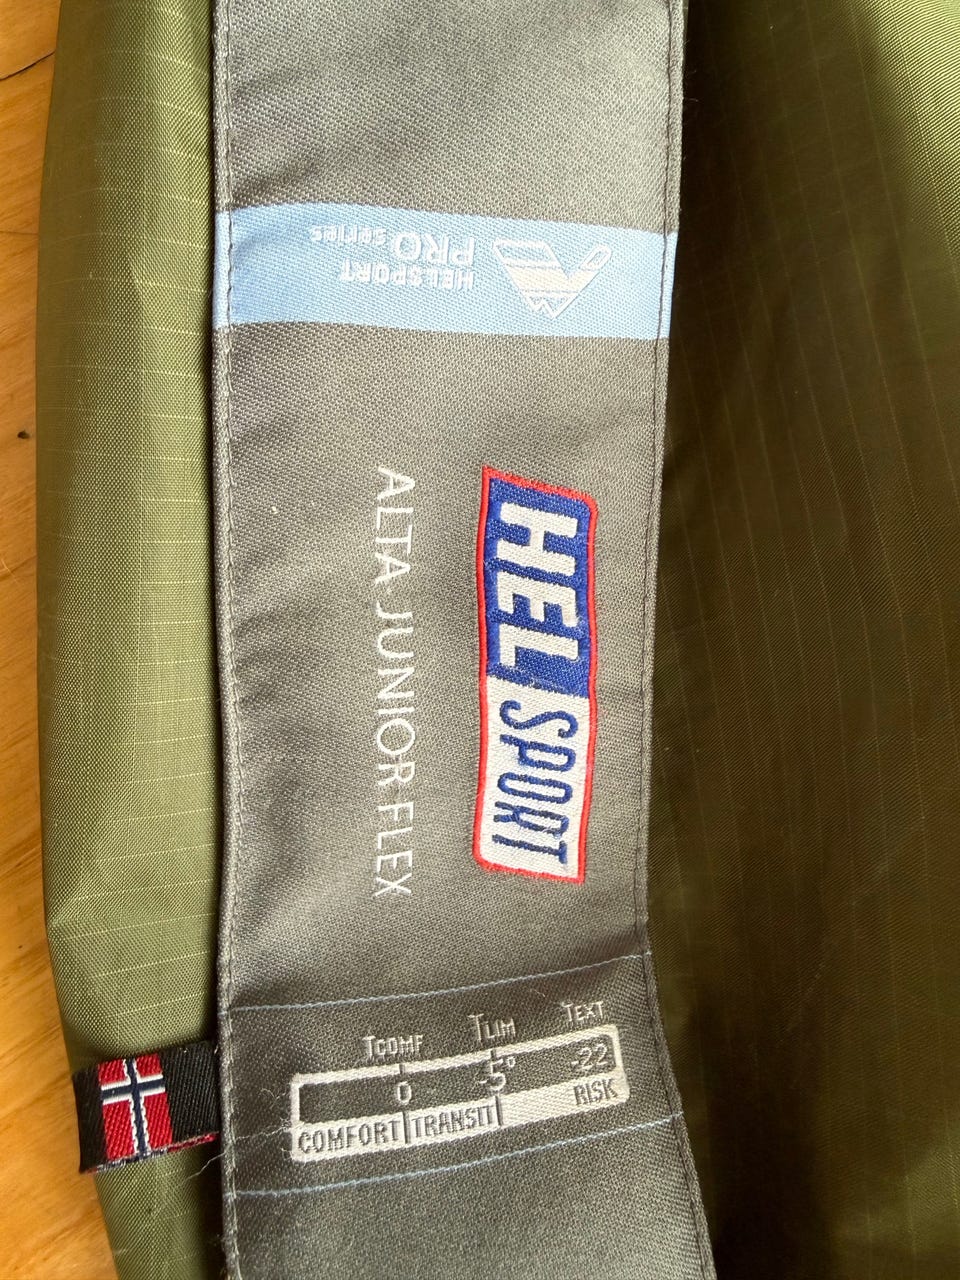 HELSPORT
PRO series
HELSPORT
ALTA JUNIOR FLEX
TCOMF TLIM TEXT
0 -5° -22
COMFORT TRANSIT RISK